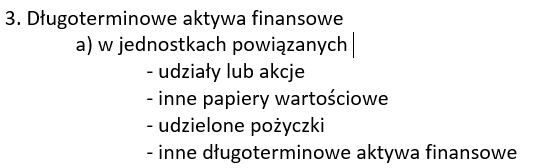 3. Długoterminowe aktywa finansowe
a) w jednostkach powiązanych
- udziały lub akcje
- inne papiery wartościowe
- udzielone pożyczki
- inne długoterminowe aktywa finansowe